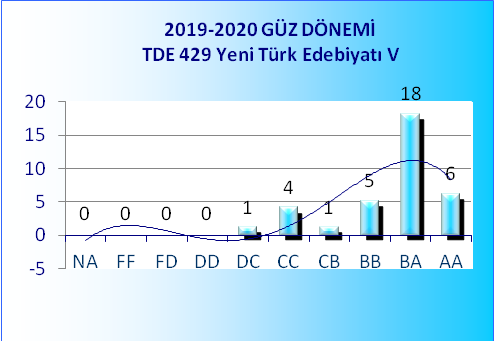 2019-2020 GÜZ DÖNEMİ
TDE 429 Yeni Türk Edebiyatı V
20
15
10
5
0
-5
0 0 0 0 1 4 1 5 18 6
NA FF FD DD DC CC CB BB BA AA